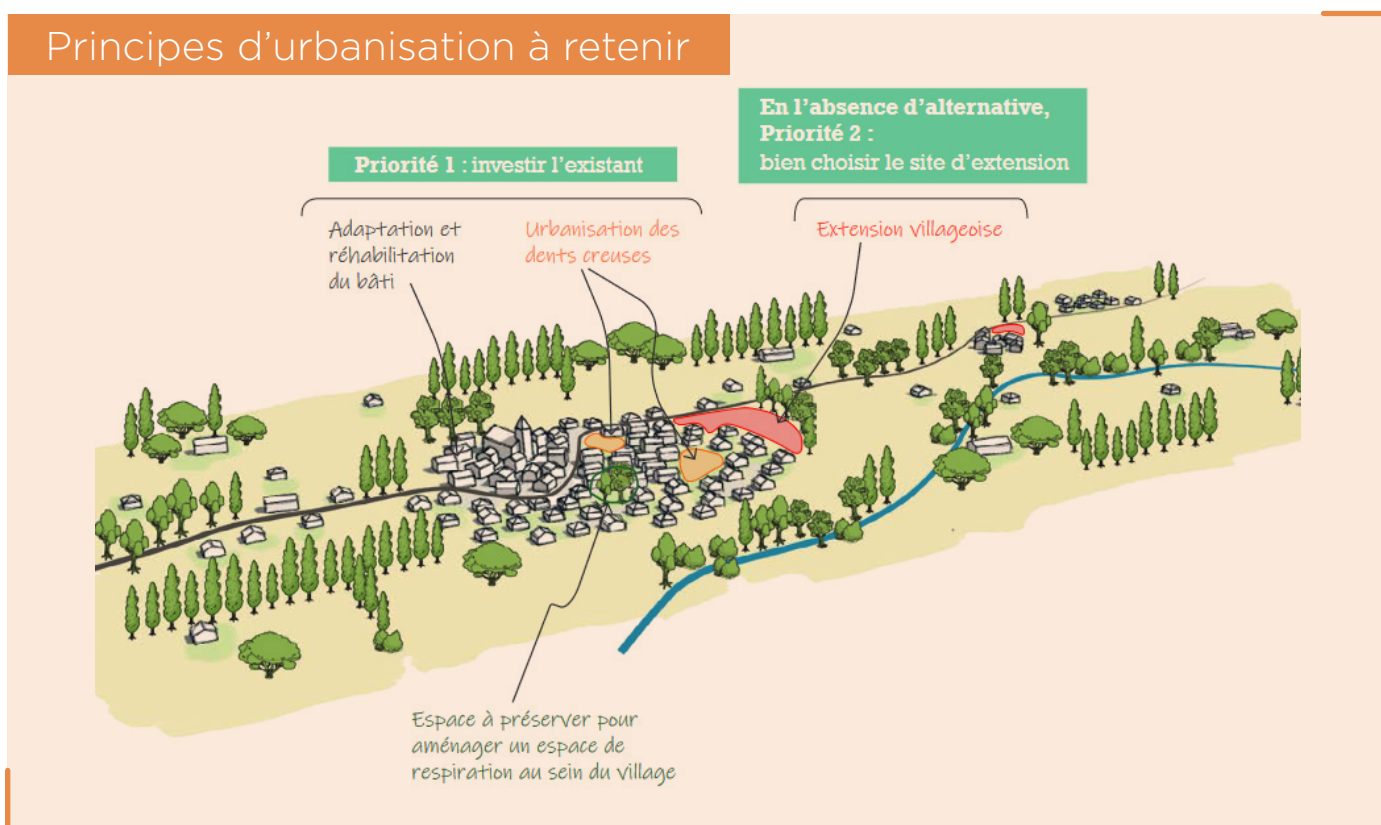 Principes d'urbanisation à retenir
En l'absence d'alternative,
Priorité 2 :
bien choisir le site d'extension
Priorité 1 : investir l'existant
Adaptation et
réhabilitation
du bâti
Urbanisation des
dents creuses
Extension villageoise
Espace à préserver pour
aménager un espace de
respiration au sein du village